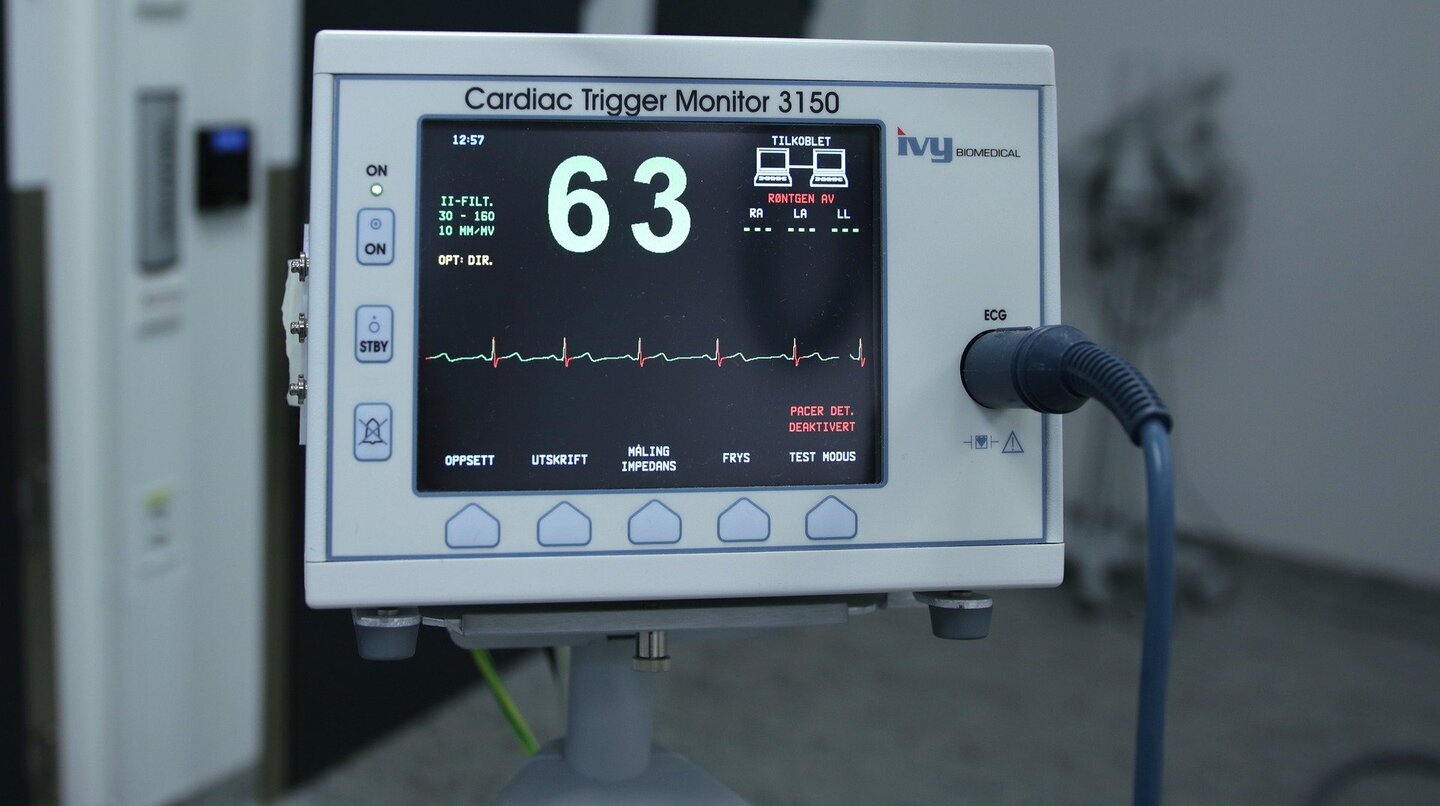 Cardiac Trigger Monitor 3150
ivy BIOMEDICAL
12:57
63
TILKOBLET
RØNTGEN AV
RA LA LL
--- --- ---
II-FILT.
30 - 160
10 MM/MV
OPT: DIR.
ON
ON
STBY
ECG
PACER DET.
DEAKTIVERT
OPPSETT
UTSKRIFT
MÅLING
IMPEDANS
FRYS
TEST MODUS